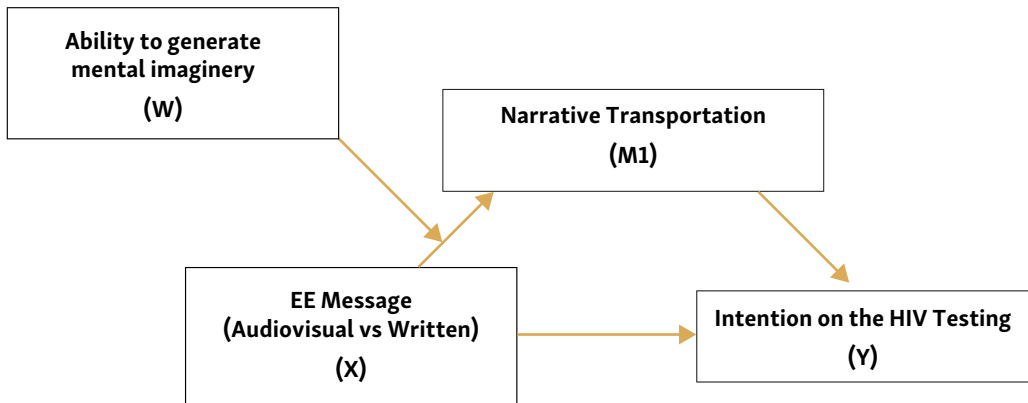 Ability to generate
mental imaginery
(W)
Narrative Transportation
(M1)
EE Message
(Audiovisual vs Written)
(X)
Intention on the HIV Testing
(Y)